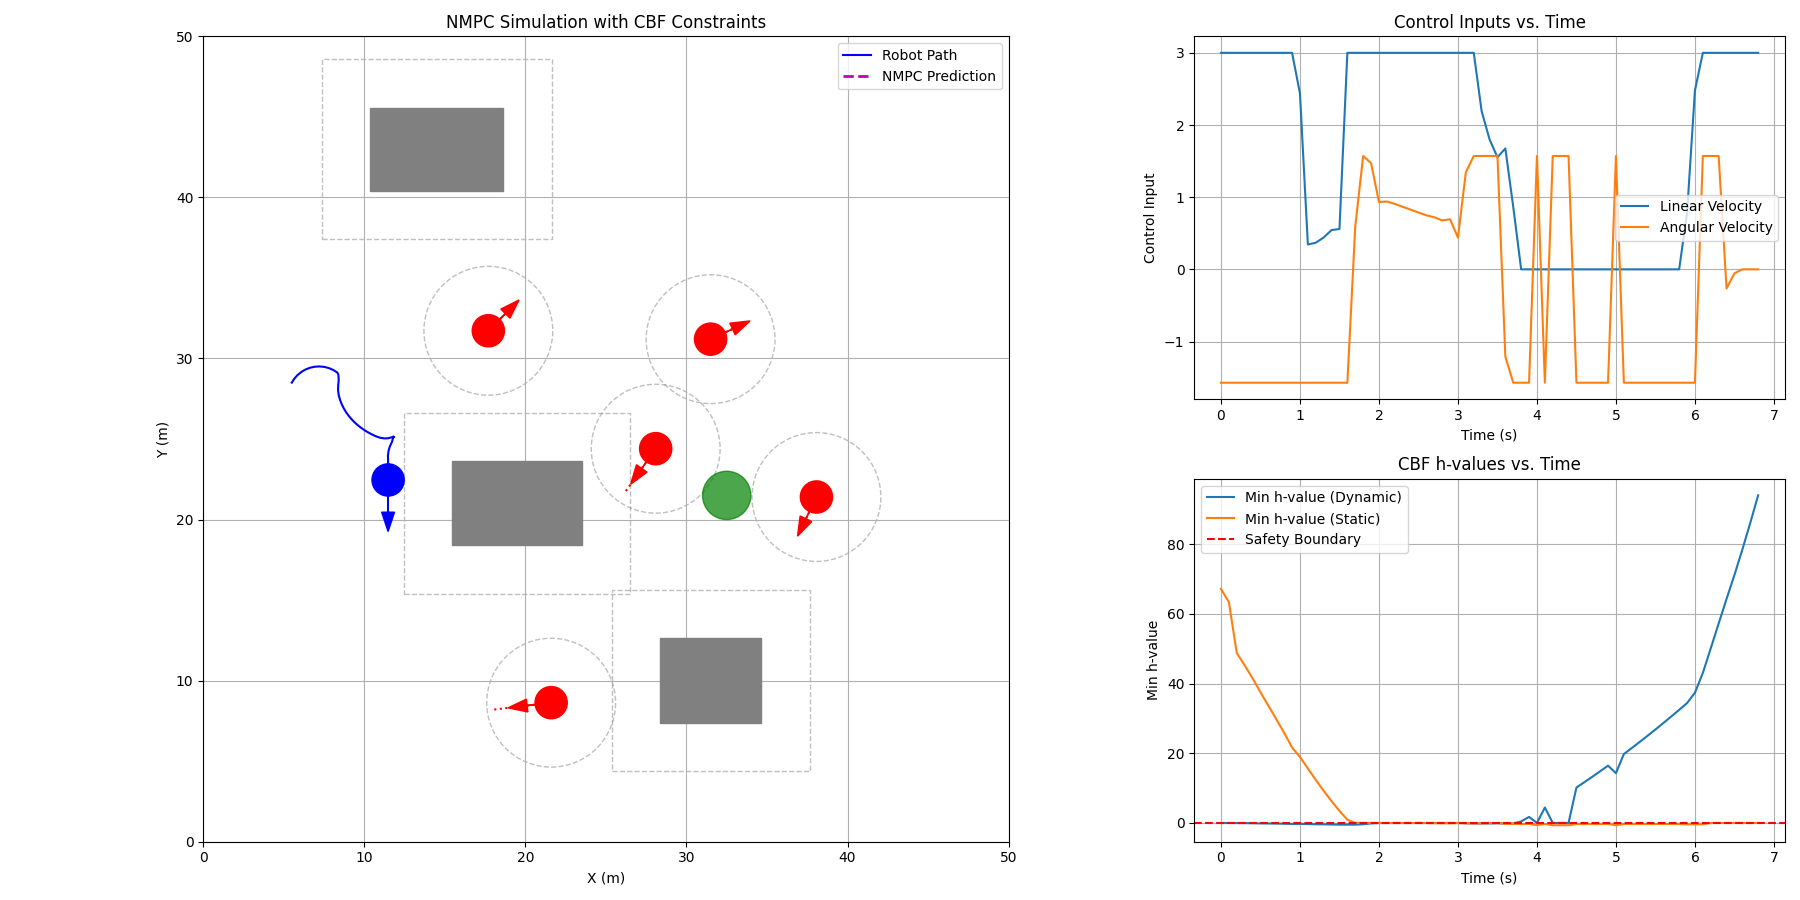 NMPC Simulation with CBF Constraints
Robot Path
NMPC Prediction
50
40
30
20
10
0
Y (m)
0 10 20 30 40 50
X (m)
Control Inputs vs. Time
3
2
1
0
−1
Control Input
Linear Velocity
Angular Velocity
0 1 2 3 4 5 6 7
Time (s)
CBF h-values vs. Time
Min h-value (Dynamic)
Min h-value (Static)
Safety Boundary
80
60
40
20
0
Min h-value
0 1 2 3 4 5 6 7
Time (s)